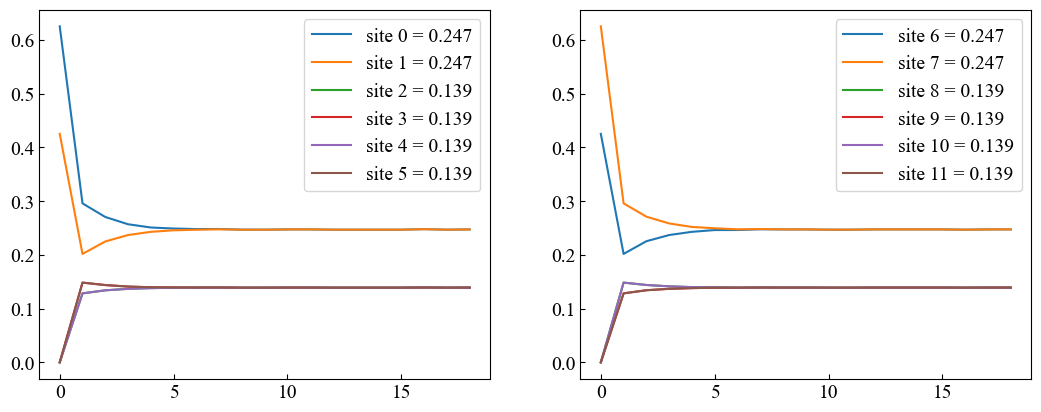 0.6
0.5
0.4
0.3
0.2
0.1
0.0
0
5
10
15
site 0 = 0.247
site 1 = 0.247
site 2 = 0.139
site 3 = 0.139
site 4 = 0.139
site 5 = 0.139
0.6
0.5
0.4
0.3
0.2
0.1
0.0
0
5
10
15
site 6 = 0.247
site 7 = 0.247
site 8 = 0.139
site 9 = 0.139
site 10 = 0.139
site 11 = 0.139